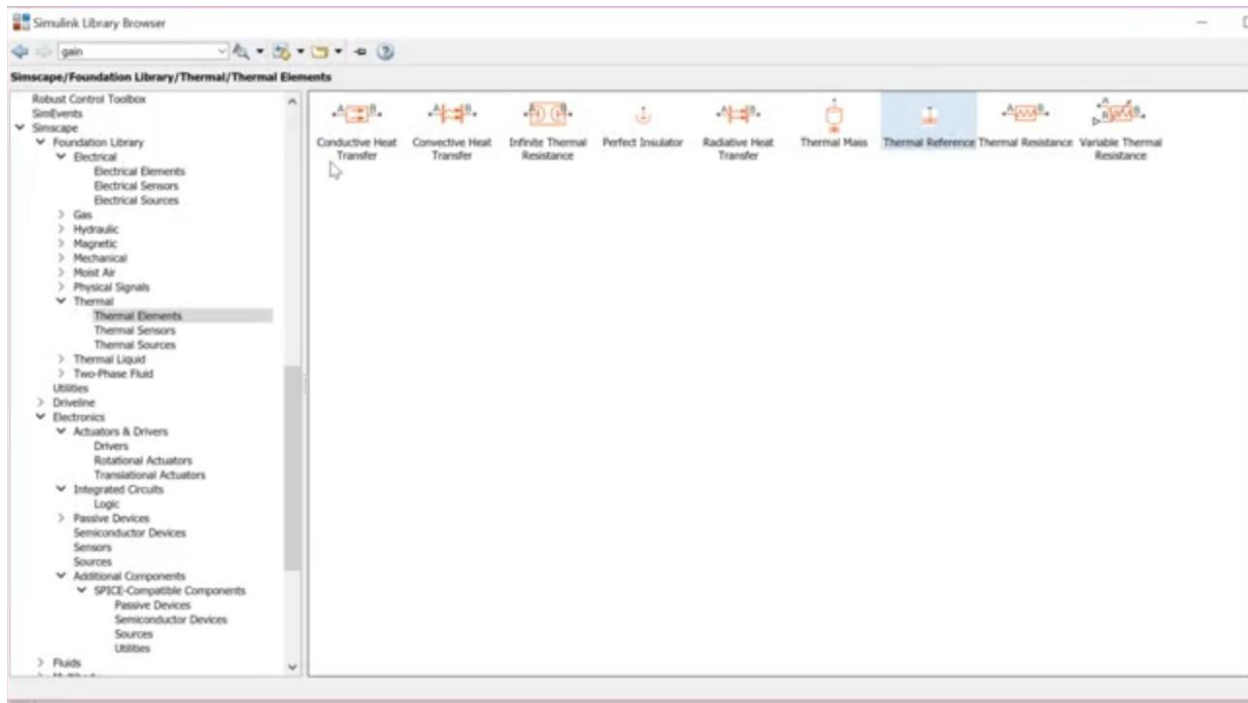 Simulink Library Browser
gain
Simscape/Foundation Library/Thermal/Thermal Elements
Robust Control Toolbox
SimEvents
Simscape
Foundation Library
Electrical
Electrical Elements
Electrical Sensors
Electrical Sources
Gas
Hydraulic
Magnetic
Mechanical
Moist Air
Physical Signals
Thermal
Thermal Elements
Thermal Sensors
Thermal Sources
Thermal Liquid
Two-Phase Fluid
Utilities
Driveline
Electronics
Actuators & Drivers
Drivers
Rotational Actuators
Translational Actuators
Integrated Circuits
Logic
Passive Devices
Semiconductor Devices
Sensors
Sources
Additional Components
SPICE-Compatible Components
Passive Devices
Semiconductor Devices
Sources
Utilities
Fluids
A B A B A B A B A B A B
Conductive Heat Transfer
Convective Heat Transfer
Infinite Thermal Resistance
Perfect Insulator
Radiative Heat Transfer
Thermal Mass
Thermal Reference
Thermal Resistance
Variable Thermal Resistance